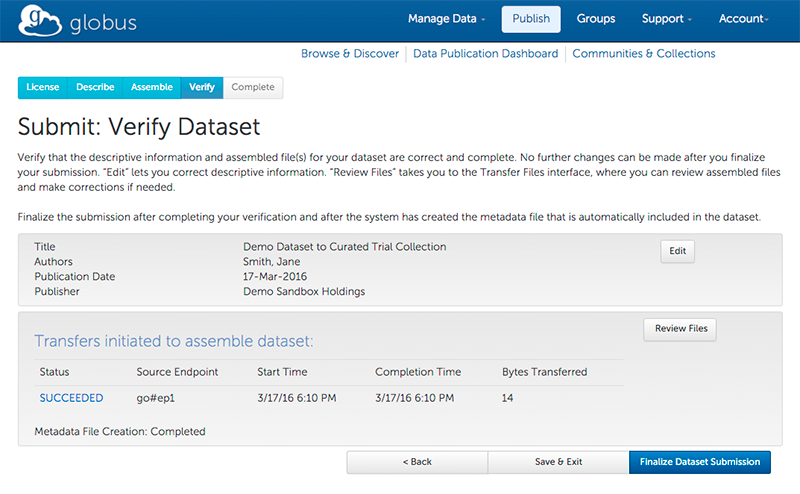 globus
Manage Data Publish Groups Support Account
Browse & Discover Data Publication Dashboard Communities & Collections
License Describe Assemble Verify Complete
Submit: Verify Dataset
Verify that the descriptive information and assembled file(s) for your dataset are correct and complete. No further changes can be made after you finalize
your submission. "Edit" lets you correct descriptive information. "Review Files" takes you to the Transfer Files interface, where you can review assembled files
and make corrections if needed.
Finalize the submission after completing your verification and after the system has created the metadata file that is automatically included in the dataset.
Title Demo Dataset to Curated Trial Collection Edit
Authors Smith, Jane
Publication Date 17-Mar-2016
Publisher Demo Sandbox Holdings
Review Files
Transfers initiated to assemble dataset:
Status Source Endpoint Start Time Completion Time Bytes Transferred
SUCCEEDED go#ep1 3/17/16 6:10 PM 3/17/16 6:10 PM 14
Metadata File Creation: Completed
< Back Save & Exit Finalize Dataset Submission